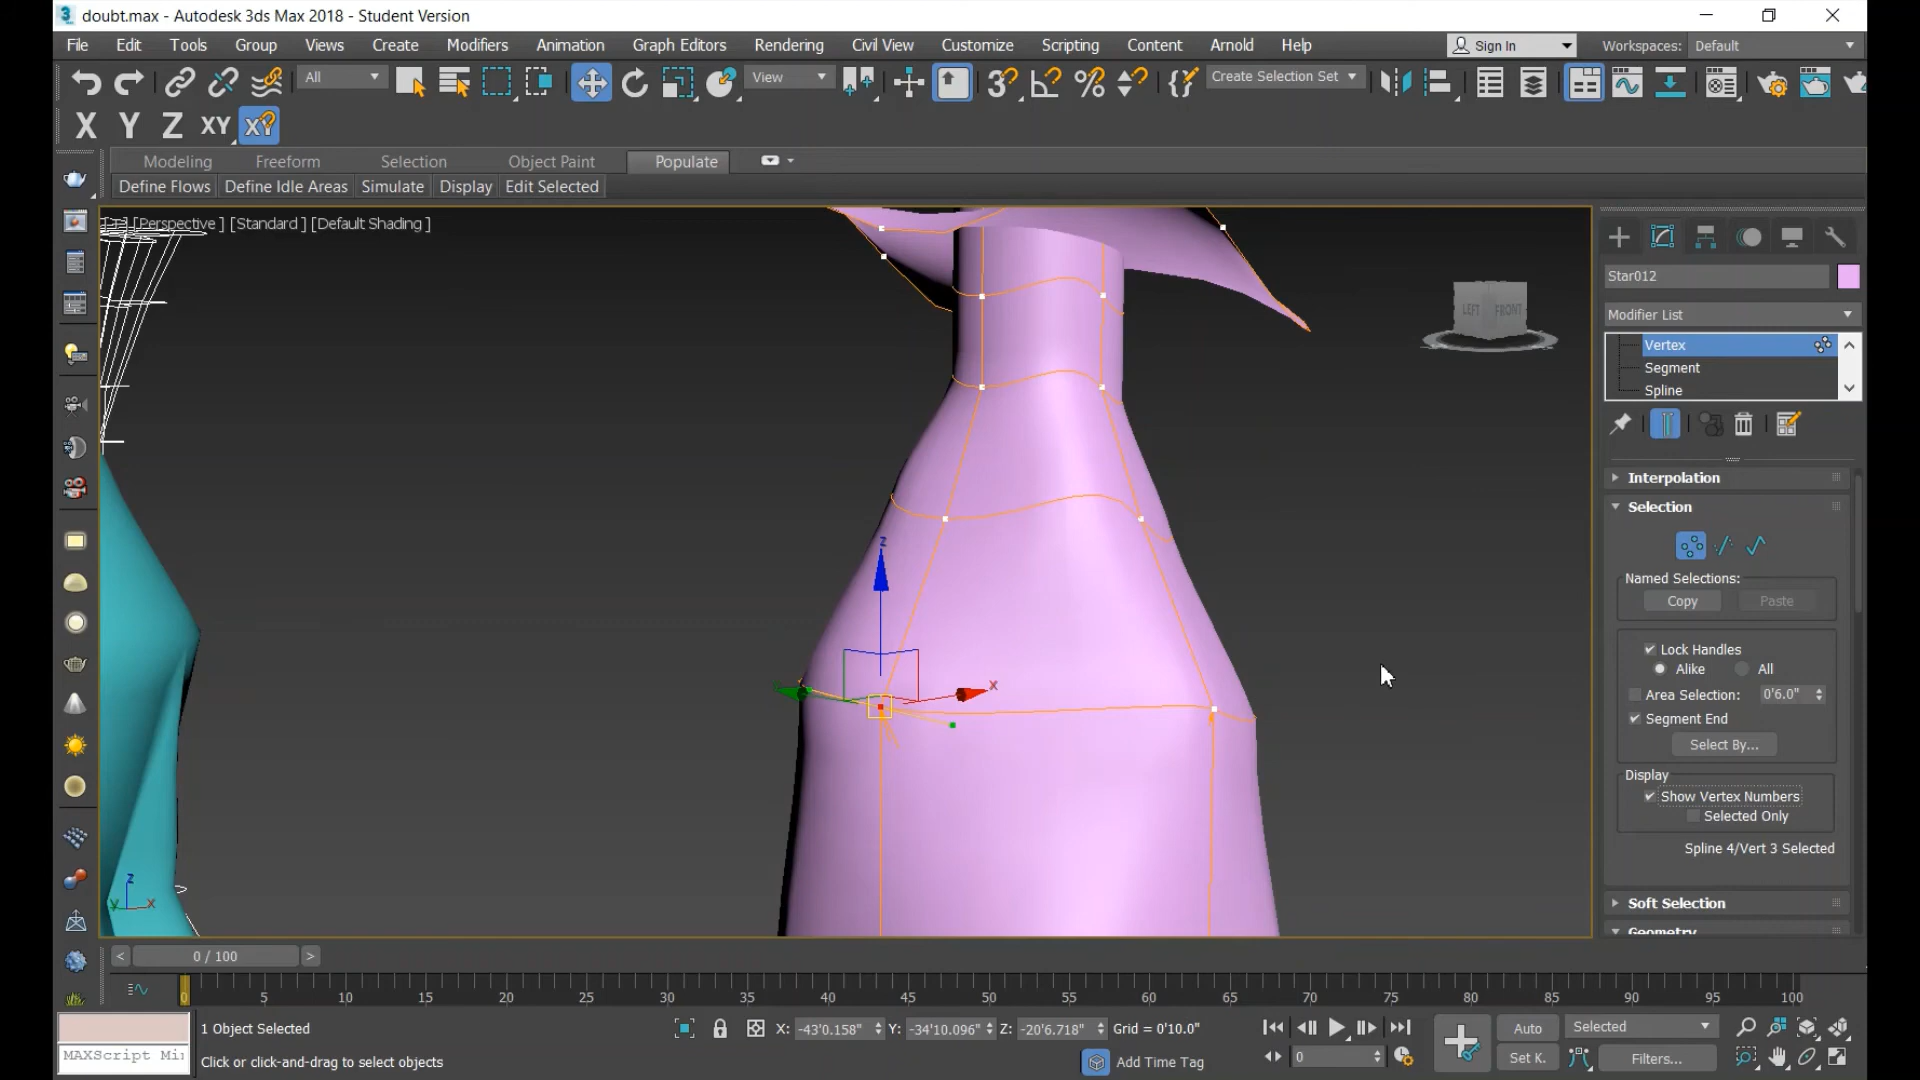 doubt.max - Autodesk 3ds Max 2018 - Student Version
File Edit Tools Group Views Create Modifiers Animation Graph Editors Rendering Civil View Customize Scripting Content Arnold Help Sign In Workspaces: Default
All View Create Selection Set
X Y Z XY XY
Modeling Freeform Selection Object Paint Populate
Define Flows Define Idle Areas Simulate Display Edit Selected
[Perspective ] [Standard ] [Default Shading ]
LEFT FRONT
Star012
Modifier List
Vertex
Segment
Spline
Interpolation
Selection
Named Selections:
Copy Paste
Lock Handles
Alike All
Area Selection: 0'6.0"
Segment End
Select By...
Display
Show Vertex Numbers
Selected Only
Spline 4/Vert 3 Selected
Soft Selection
Geometry
z
x
z
y x
< 0 / 100 >
0 5 10 15 20 25 30 35 40 45 50 55 60 65 70 75 80 85 90 95 100
1 Object Selected X: -43'0.158" Y: -34'10.096" Z: -20'6.718" Grid = 0'10.0" Auto Selected
MAXScript Mi: Click or click-and-drag to select objects Add Time Tag 0 Set K. Filters...